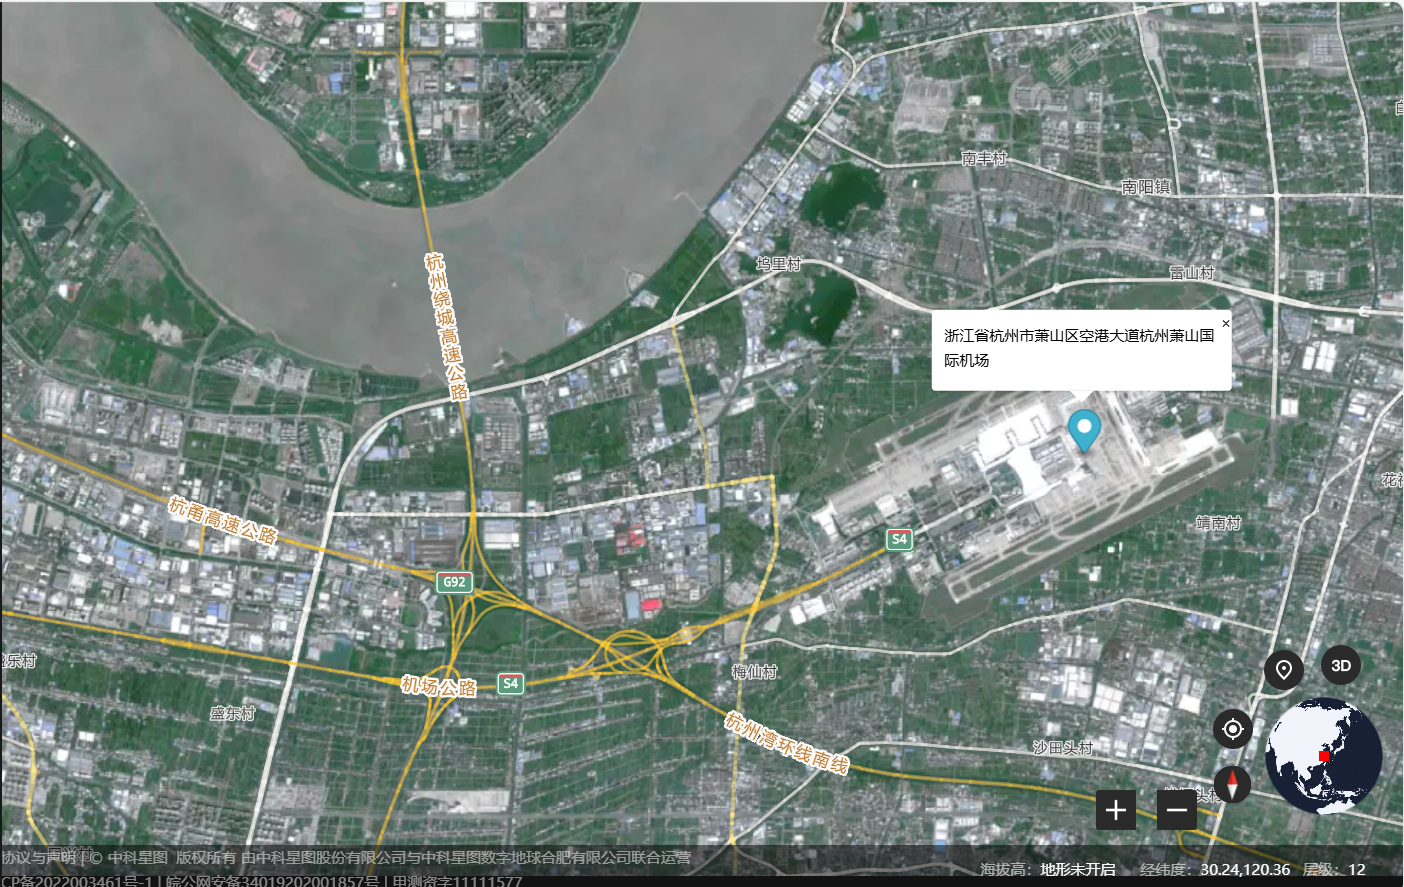 南丰村
南阳镇
杭州绕城高速公路
坞里村
雷山村
浙江省杭州市萧山区空港大道杭州萧山国
际机场
×
杭甬高速公路
靖南村
S4
G92
机场公路
S4
梅仙村
盛东村
杭州湾环线南线
沙田头村
3D
协议与声明 | © 中科星图 版权所有 由中科星图股份有限公司与中科星图数字地球合肥有限公司联合运营
海拔高：地形未开启 经纬度：30.24,120.36 层级：12
CP备2022003461号-1 | 皖公网安备34019202001857号 | 甲测资字11111577